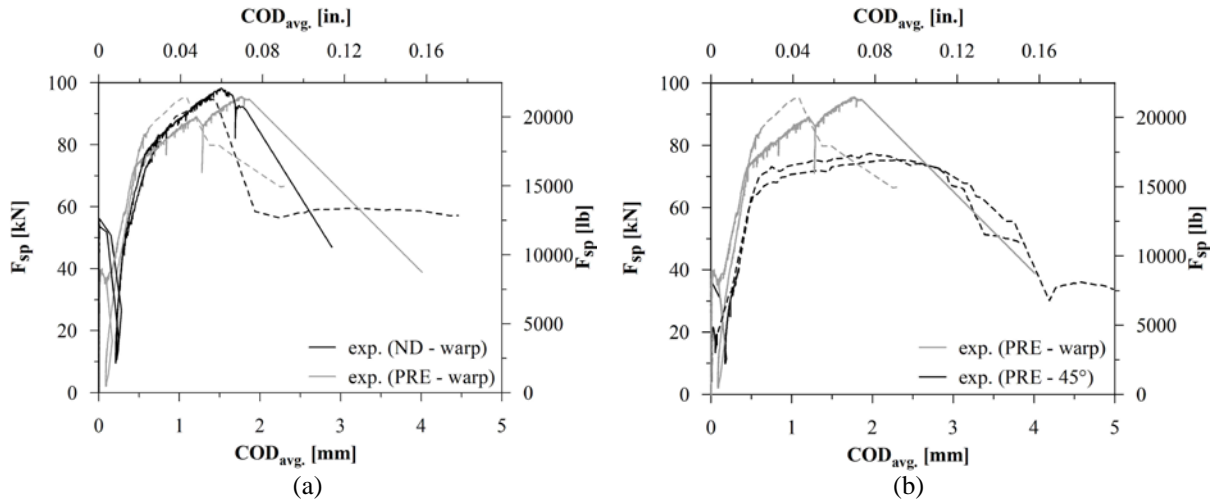 COD_avg. [in.]
0 0.04 0.08 0.12 0.16
100
80
60
40
20
0
F_sp [kN]
20000
15000
10000
5000
0
F_sp [lb]
exp. (ND - warp)
exp. (PRE - warp)
0 1 2 3 4 5
COD_avg. [mm]
(a)
COD_avg. [in.]
0 0.04 0.08 0.12 0.16
100
80
60
40
20
0
F_sp [kN]
20000
15000
10000
5000
0
F_sp [lb]
exp. (PRE - warp)
exp. (PRE - 45°)
0 1 2 3 4 5
COD_avg. [mm]
(b)